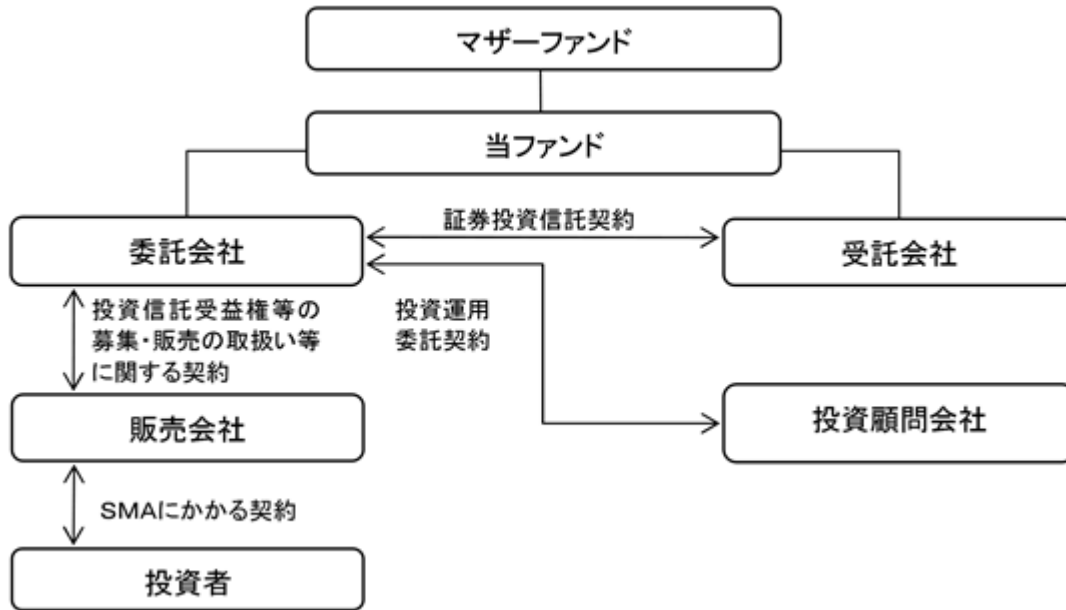 マザーファンド
当ファンド
証券投資信託契約
委託会社
受託会社
投資信託受益権等の
募集・販売の取扱い等
に関する契約
投資運用
委託契約
販売会社
投資顧問会社
SMAにかかる契約
投資者